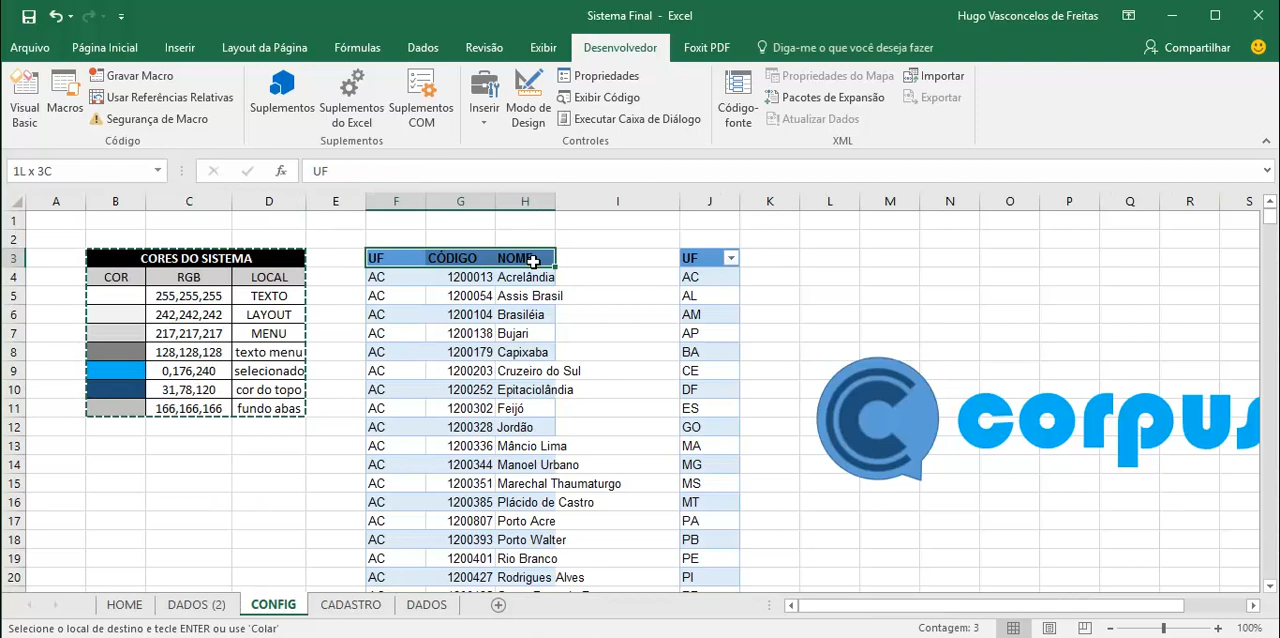 Sistema Final - Excel
Hugo Vasconcelos de Freitas
Arquivo Página Inicial Inserir Layout da Página Fórmulas Dados Revisão Exibir Desenvolvedor Foxit PDF Diga-me o que você deseja fazer Compartilhar
Visual Basic
Macros
Gravar Macro
Usar Referências Relativas
Segurança de Macro
Código
Suplementos
Suplementos do Excel
Suplementos COM
Suplementos
Inserir
Modo de Design
Propriedades
Exibir Código
Executar Caixa de Diálogo
Controles
Código-fonte
Propriedades do Mapa
Pacotes de Expansão
Atualizar Dados
Importar
Exportar
XML
1L x 3C
UF
A B C D E F G H I J K L M N O P Q R S
1
2
3 CORES DO SISTEMA UF CÓDIGO NOME UF
4 COR RGB LOCAL AC 1200013 Acrelândia AC
5 255,255,255 TEXTO AC 1200054 Assis Brasil AL
6 242,242,242 LAYOUT AC 1200104 Brasiléia AM
7 217,217,217 MENU AC 1200138 Bujari AP
8 128,128,128 texto menu AC 1200179 Capixaba BA
9 0,176,240 selecionado AC 1200203 Cruzeiro do Sul CE
10 31,78,120 cor do topo AC 1200252 Epitaciolândia DF
11 166,166,166 fundo abas AC 1200302 Feijó ES
12 AC 1200328 Jordão GO
13 AC 1200336 Mâncio Lima MA
14 AC 1200344 Manoel Urbano MG
15 AC 1200351 Marechal Thaumaturgo MS
16 AC 1200385 Plácido de Castro MT
17 AC 1200807 Porto Acre PA
18 AC 1200393 Porto Walter PB
19 AC 1200401 Rio Branco PE
20 AC 1200427 Rodrigues Alves PI
corpus
HOME DADOS (2) CONFIG CADASTRO DADOS
Selecione o local de destino e tecle ENTER ou use 'Colar'
Contagem: 3
100%